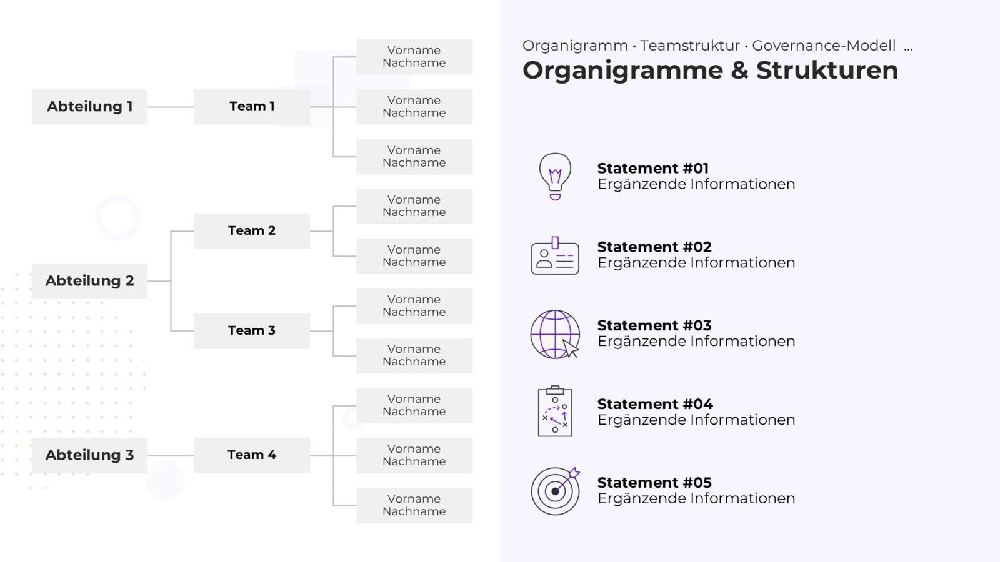 Abteilung 1
Team 1
Vorname
Nachname
Vorname
Nachname
Vorname
Nachname
Abteilung 2
Team 2
Vorname
Nachname
Vorname
Nachname
Team 3
Vorname
Nachname
Vorname
Nachname
Abteilung 3
Team 4
Vorname
Nachname
Vorname
Nachname
Vorname
Nachname
Organigramm • Teamstruktur • Governance-Modell ...
Organigramme & Strukturen
Statement #01
Ergänzende Informationen
Statement #02
Ergänzende Informationen
Statement #03
Ergänzende Informationen
Statement #04
Ergänzende Informationen
Statement #05
Ergänzende Informationen